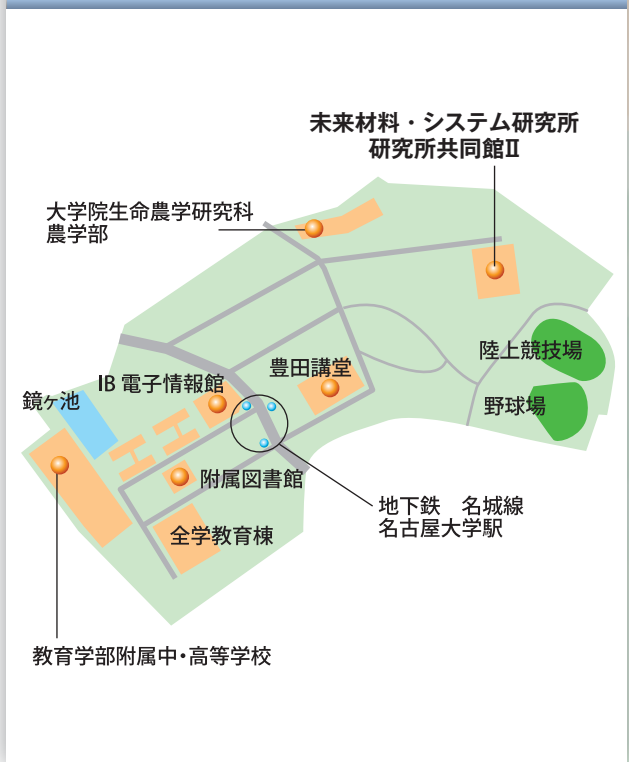 未来材料・システム研究所
研究所共同館Ⅱ
大学院生命農学研究科
農学部
陸上競技場
豊田講堂
IB 電子情報館
鏡ヶ池
野球場
附属図書館
地下鉄　名城線
名古屋大学駅
全学教育棟
教育学部附属中・高等学校